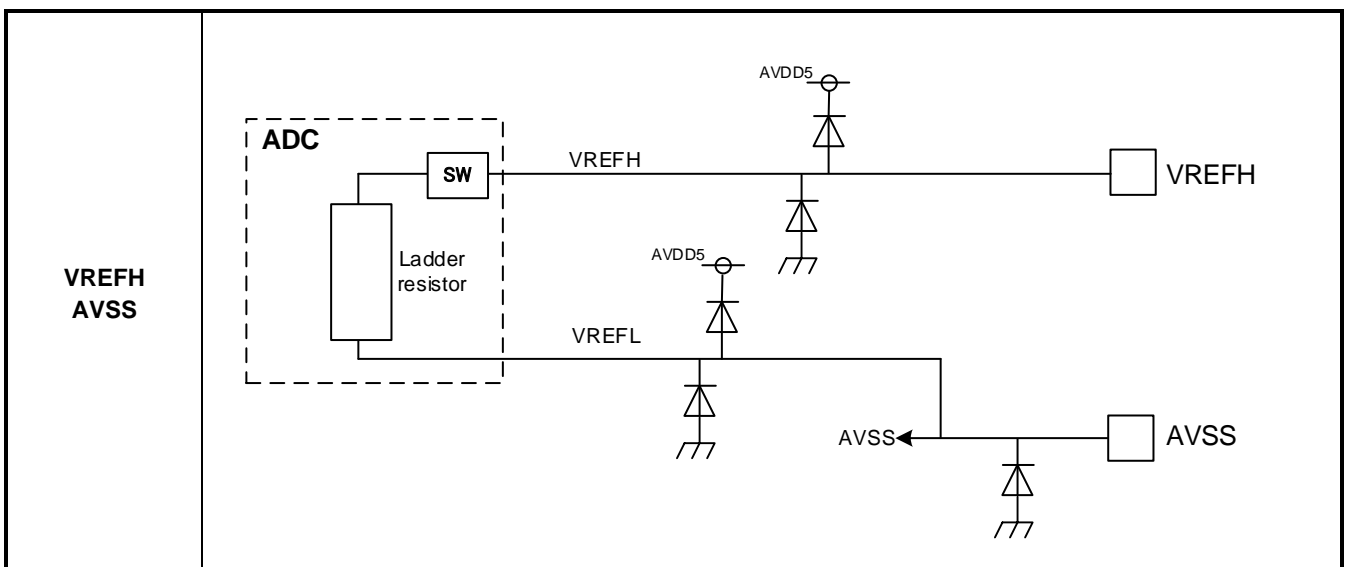 VREFH
AVSS
ADC
SW
Ladder
resistor
VREFH
AVDD5
VREFH
AVDD5
VREFL
AVSS
AVSS